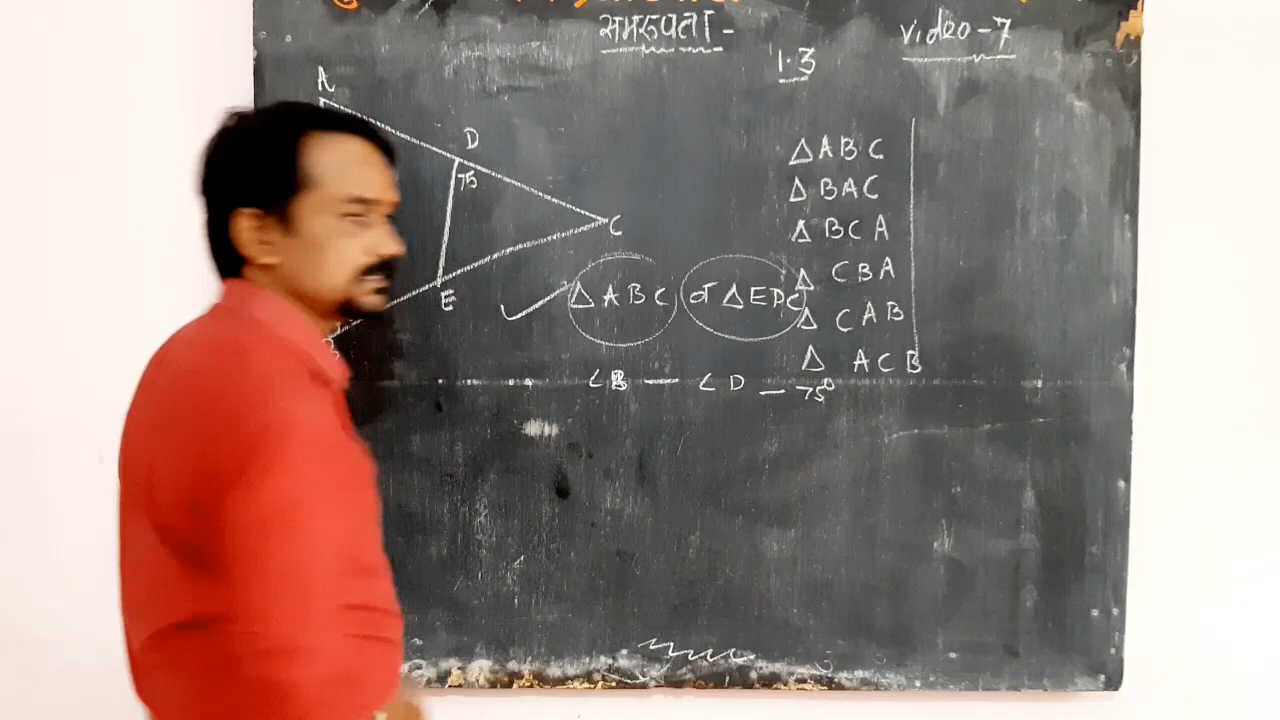 समरूपता -
video-7
1.3
A
D
75
C
E
△ABC
△BAC
△BCA
△CBA
△CAB
△ACB
△ABC व △EDC
∠B — ∠D — 75°